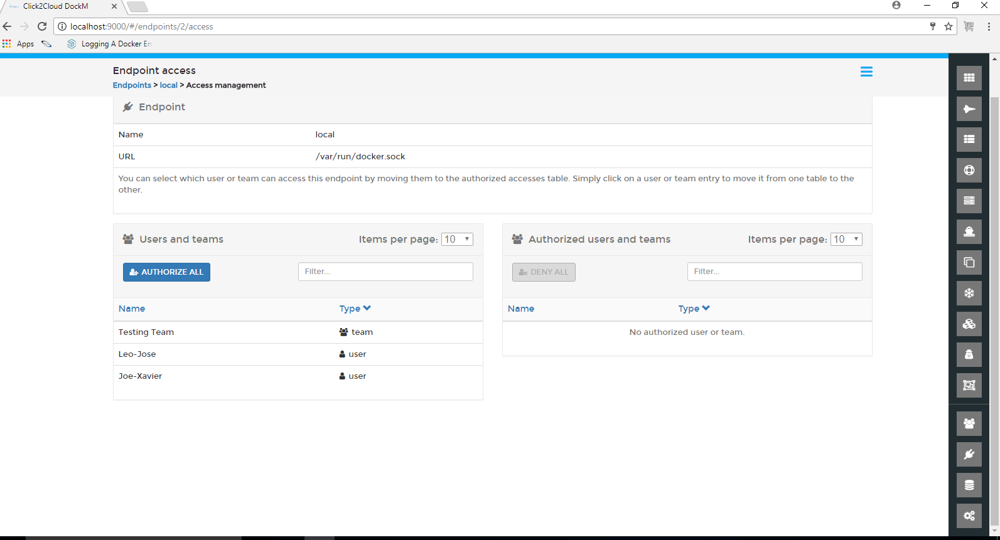 Click2Cloud DockM
localhost:9000/#/endpoints/2/access
Apps
Logging A Docker En
Endpoint access
Endpoints > local > Access management
Endpoint
Name local
URL /var/run/docker.sock
You can select which user or team can access this endpoint by moving them to the authorized accesses table. Simply click on a user or team entry to move it from one table to the
other.
Users and teams Items per page: 10
AUTHORIZE ALL Filter...
Name Type
Testing Team team
Leo-Jose user
Joe-Xavier user
Authorized users and teams Items per page: 10
DENY ALL Filter...
Name Type
No authorized user or team.